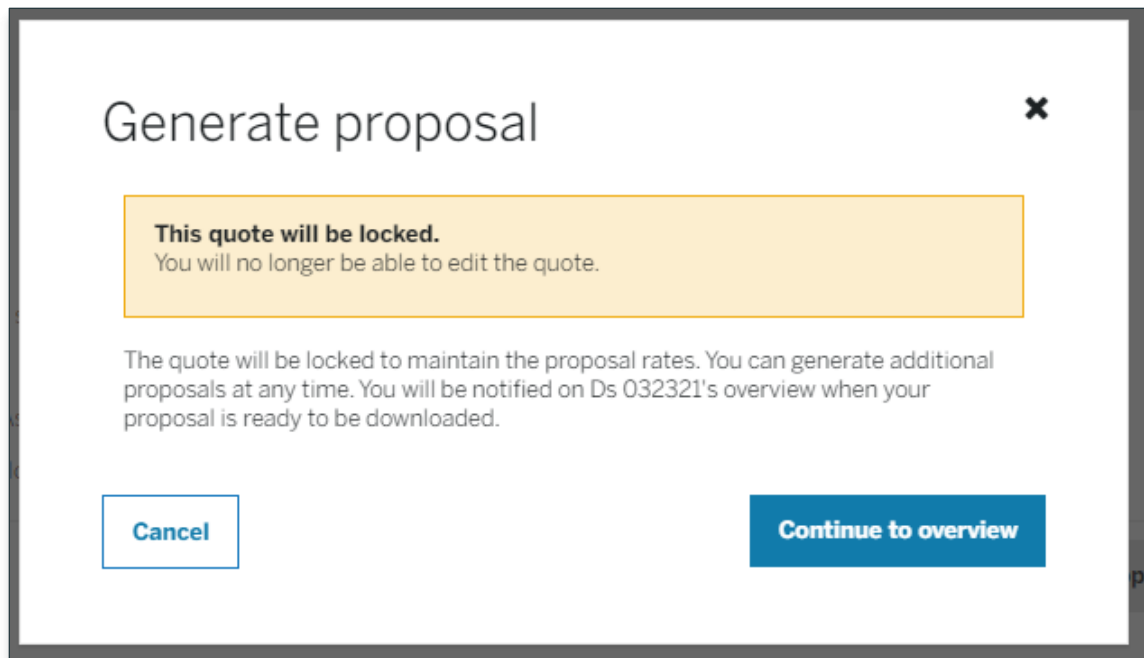 Generate proposal
This quote will be locked.
You will no longer be able to edit the quote.
The quote will be locked to maintain the proposal rates. You can generate additional
proposals at any time. You will be notified on Ds 032321's overview when your
proposal is ready to be downloaded.
Cancel
Continue to overview